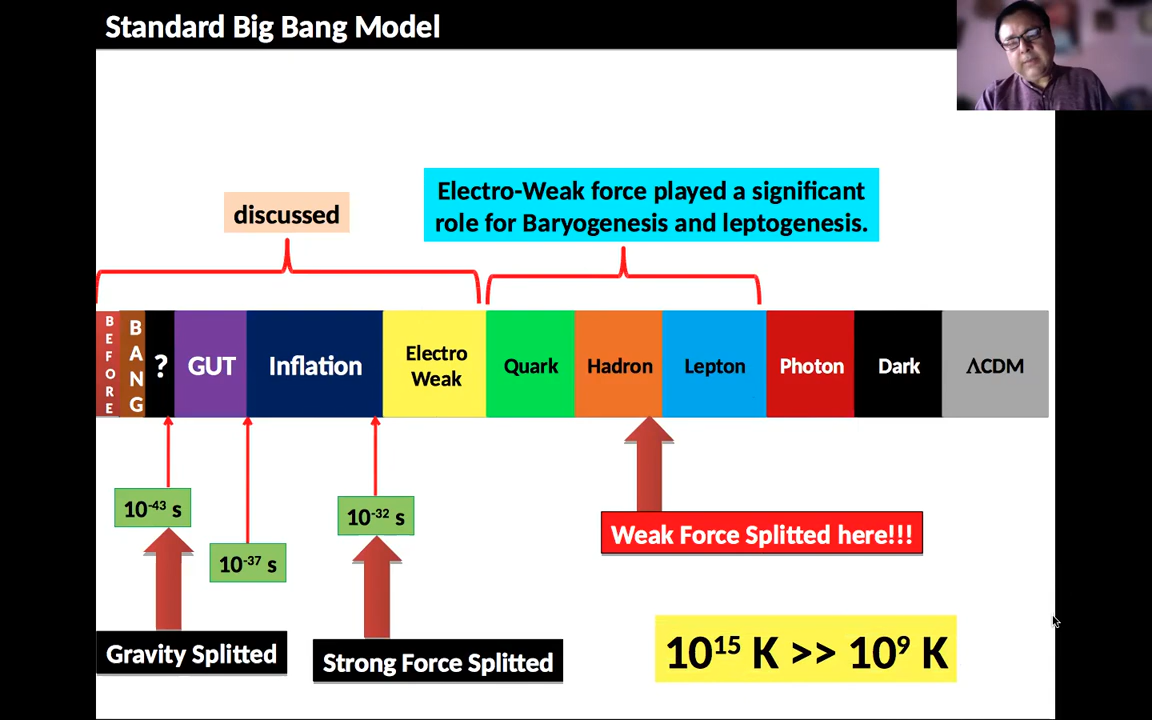 Standard Big Bang Model
discussed
Electro-Weak force played a significant
role for Baryogenesis and leptogenesis.
BEFORE
BANG
?
GUT
Inflation
Electro
Weak
Quark
Hadron
Lepton
Photon
Dark
ΛCDM
10⁻⁴³ s
10⁻³⁷ s
10⁻³² s
Weak Force Splitted here!!!
Gravity Splitted
Strong Force Splitted
10¹⁵ K >> 10⁹ K